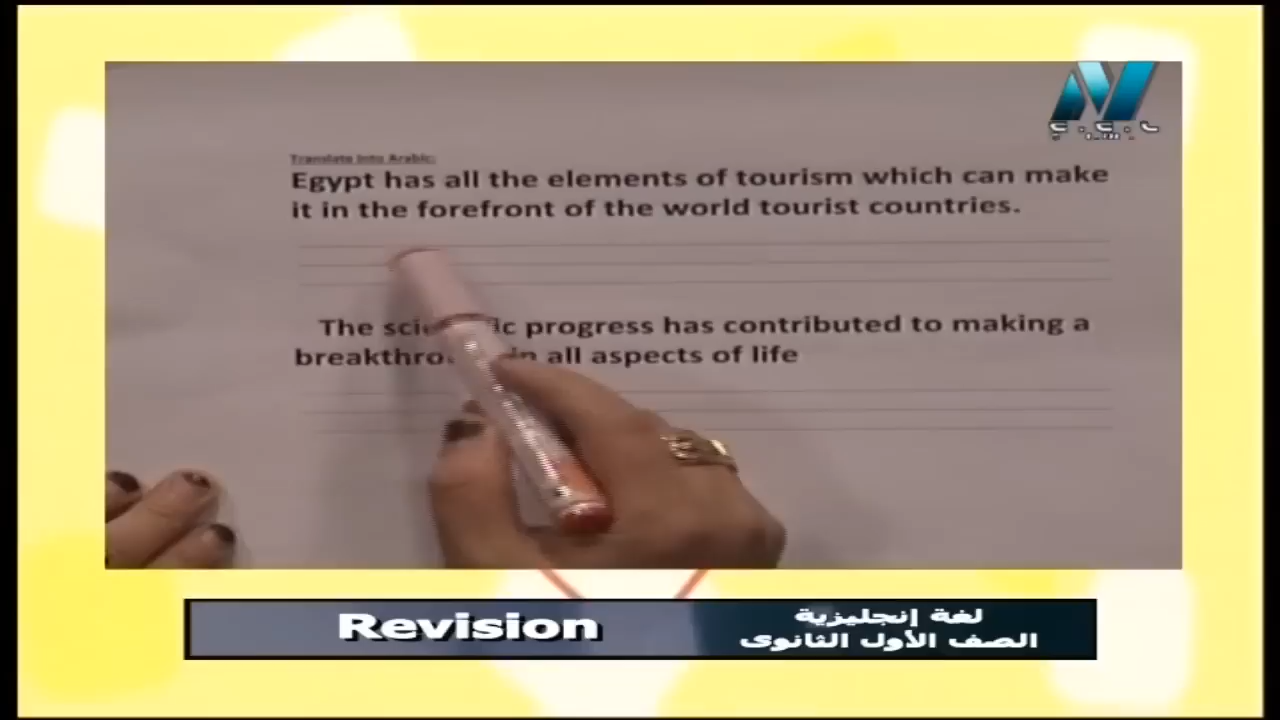 Translate into Arabic:
Egypt has all the elements of tourism which can make
it in the forefront of the world tourist countries.
The progress has contributed to making a
in all aspects of life
Revision
لغة إنجليزية
الصف الأول الثانوى